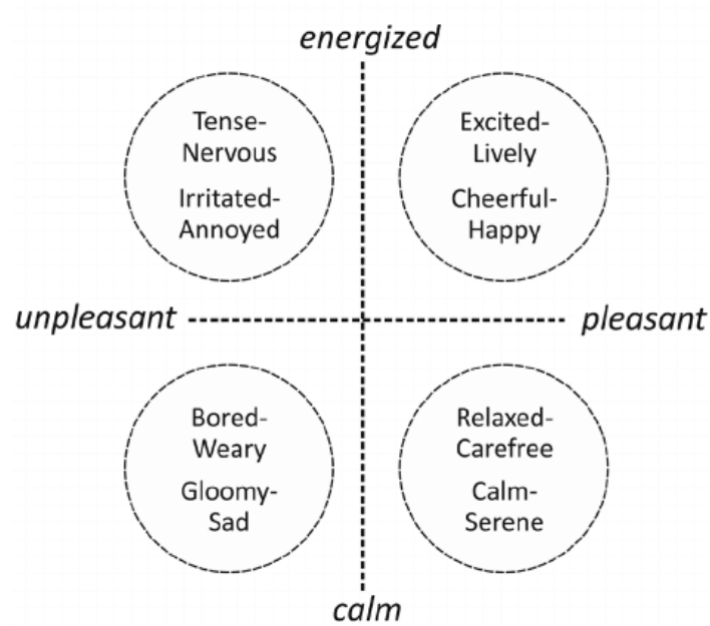 energized
Tense-
Nervous
Irritated-
Annoyed
Excited-
Lively
Cheerful-
Happy
unpleasant
pleasant
Bored-
Weary
Gloomy-
Sad
Relaxed-
Carefree
Calm-
Serene
calm